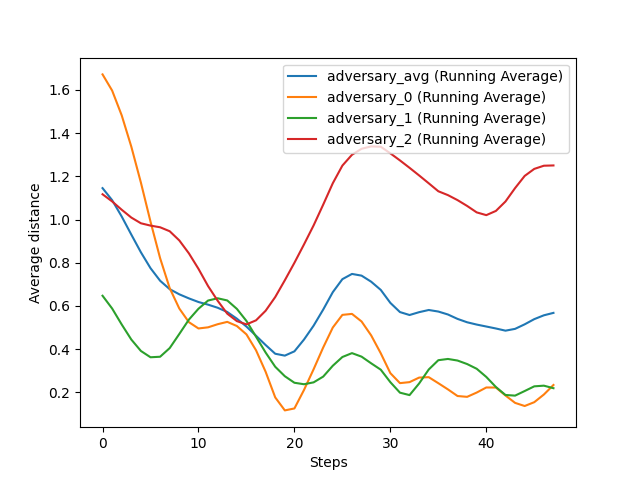 adversary_avg (Running Average)
adversary_0 (Running Average)
adversary_1 (Running Average)
adversary_2 (Running Average)
1.6
1.4
1.2
1.0
0.8
0.6
0.4
0.2
Average distance
0 10 20 30 40
Steps